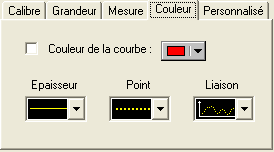 Calibre Grandeur Mesure Couleur Personnalisé
Couleur de la courbe :
Epaisseur Point Liaison